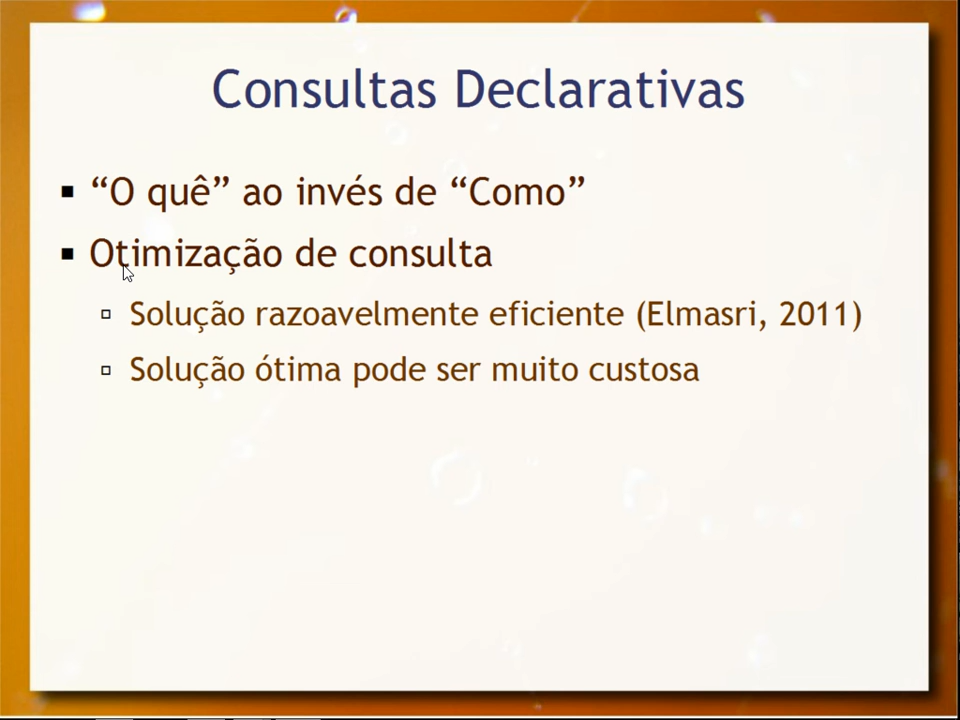 Consultas Declarativas
“O quê” ao invés de “Como”
Otimização de consulta
Solução razoavelmente eficiente (Elmasri, 2011)
Solução ótima pode ser muito custosa